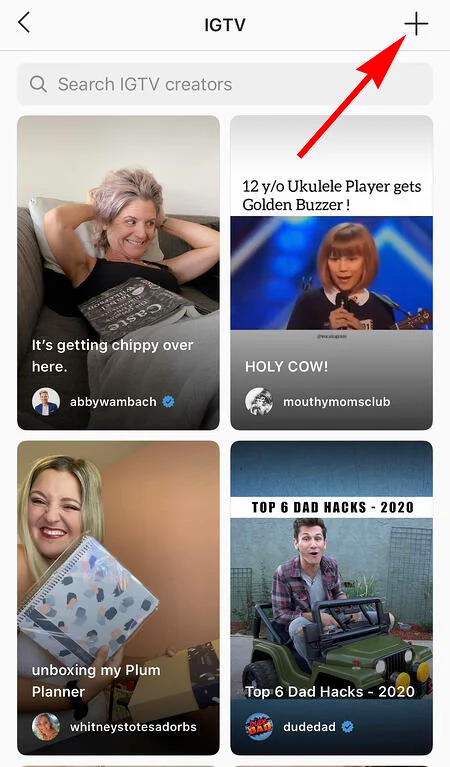 IGTV
Search IGTV creators
12 y/o Ukulele Player gets
Golden Buzzer !
@vocalogram
It's getting chippy over
here.
abbywambach
HOLY COW!
mouthymomsclub
TOP 6 DAD HACKS - 2020
unboxing my Plum
Planner
whitneystotesadorbs
Top 6 Dad Hacks - 2020
dudedad